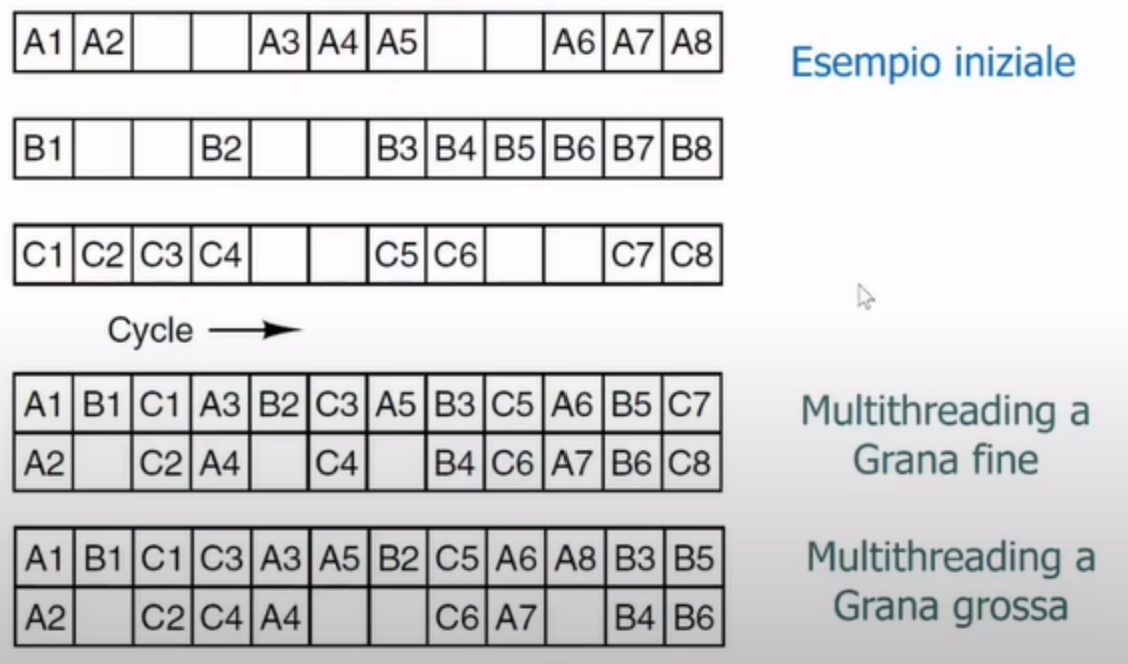 A1 A2 A3 A4 A5 A6 A7 A8
Esempio iniziale
B1 B2 B3 B4 B5 B6 B7 B8
C1 C2 C3 C4 C5 C6 C7 C8
Cycle
A1 B1 C1 A3 B2 C3 A5 B3 C5 A6 B5 C7
A2 C2 A4 C4 B4 C6 A7 B6 C8
Multithreading a
Grana fine
A1 B1 C1 C3 A3 A5 B2 C5 A6 A8 B3 B5
A2 C2 C4 A4 C6 A7 B4 B6
Multithreading a
Grana grossa